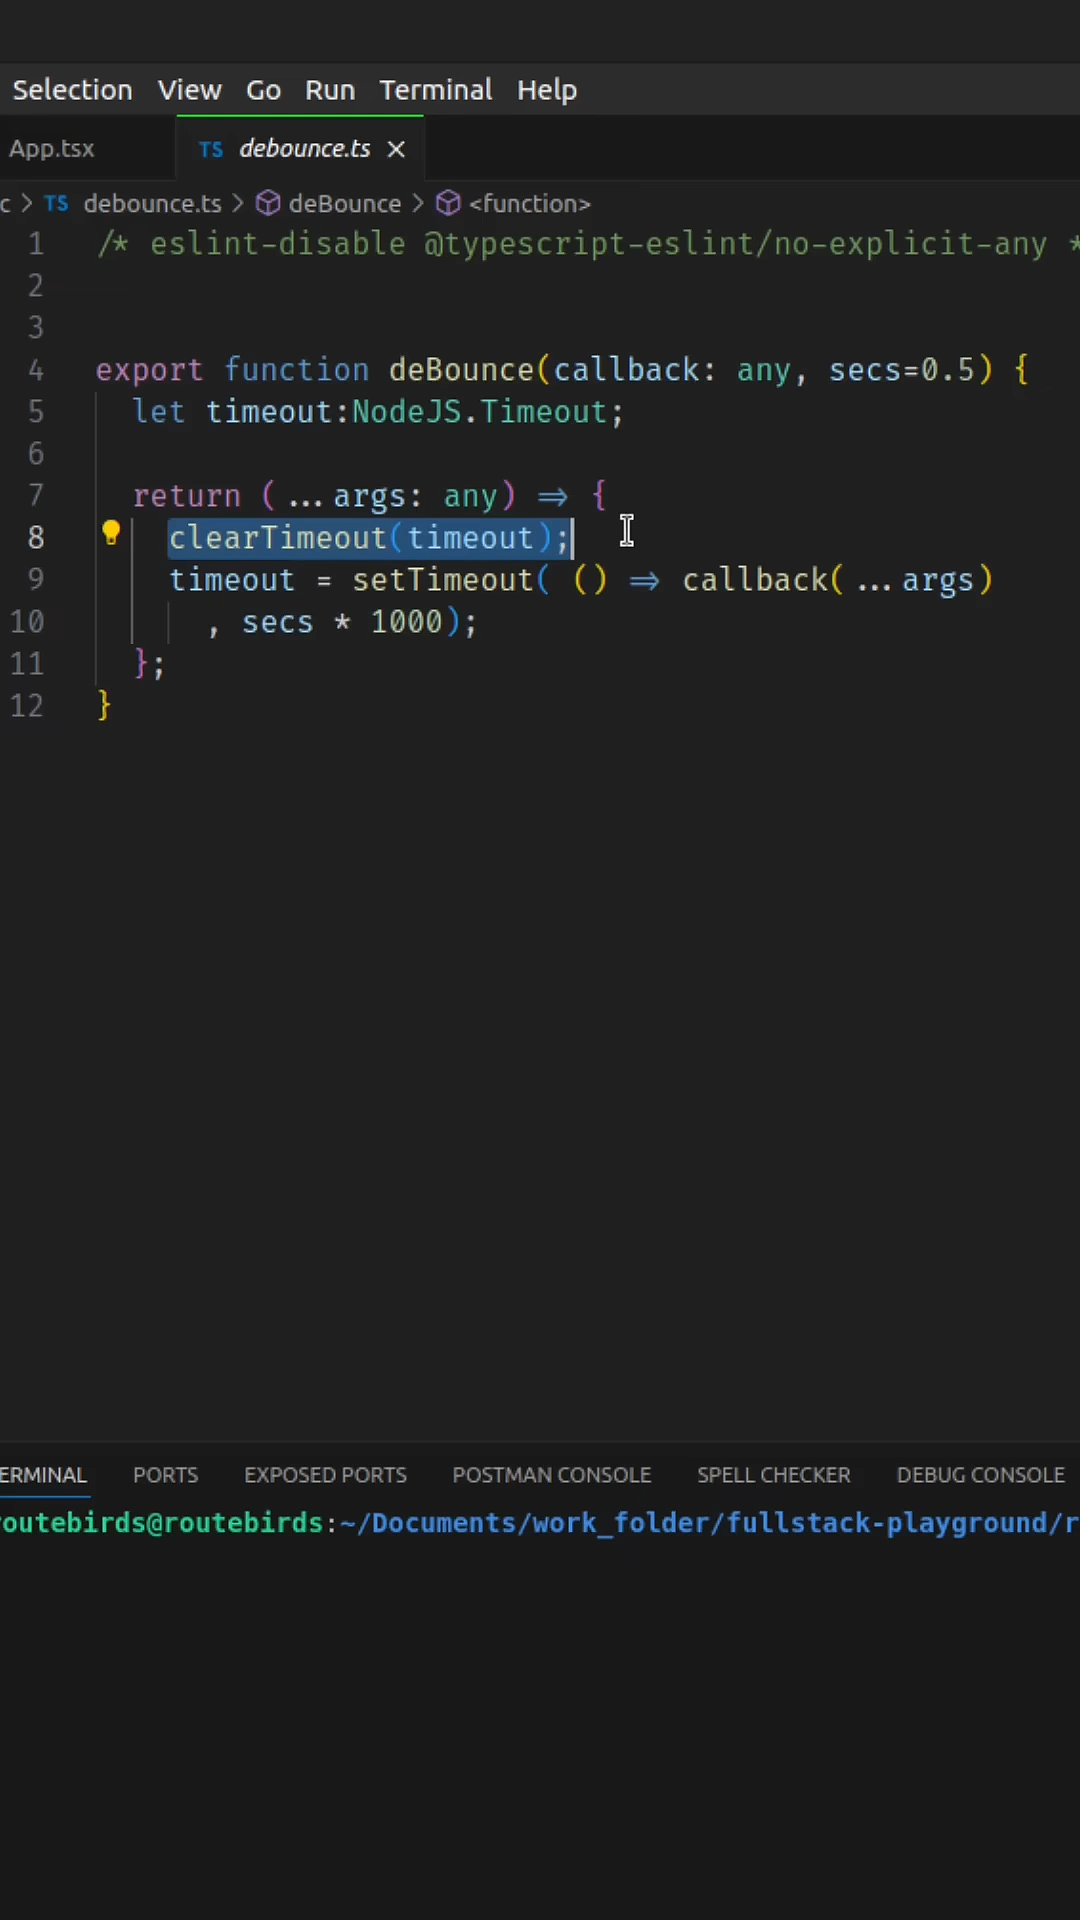 Selection View Go Run Terminal Help
App.tsx TS debounce.ts ×
c > TS debounce.ts > deBounce > <function>
1 /* eslint-disable @typescript-eslint/no-explicit-any *
2
3
4 export function deBounce(callback: any, secs=0.5) {
5 let timeout:NodeJS.Timeout;
6
7 return (...args: any) => {
8 clearTimeout(timeout);
9 timeout = setTimeout( () => callback(...args)
10 , secs * 1000);
11 };
12 }
ERMINAL PORTS EXPOSED PORTS POSTMAN CONSOLE SPELL CHECKER DEBUG CONSOLE
routebirds@routebirds:~/Documents/work_folder/fullstack-playground/r